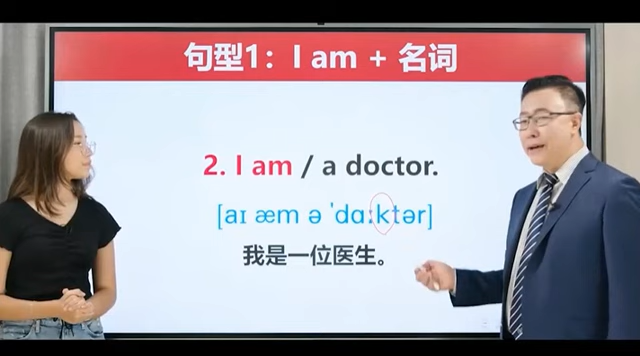 句型1：I am + 名词
2. I am / a doctor.
[aɪ æm ə ˈdɑːktər]
我是一位医生。